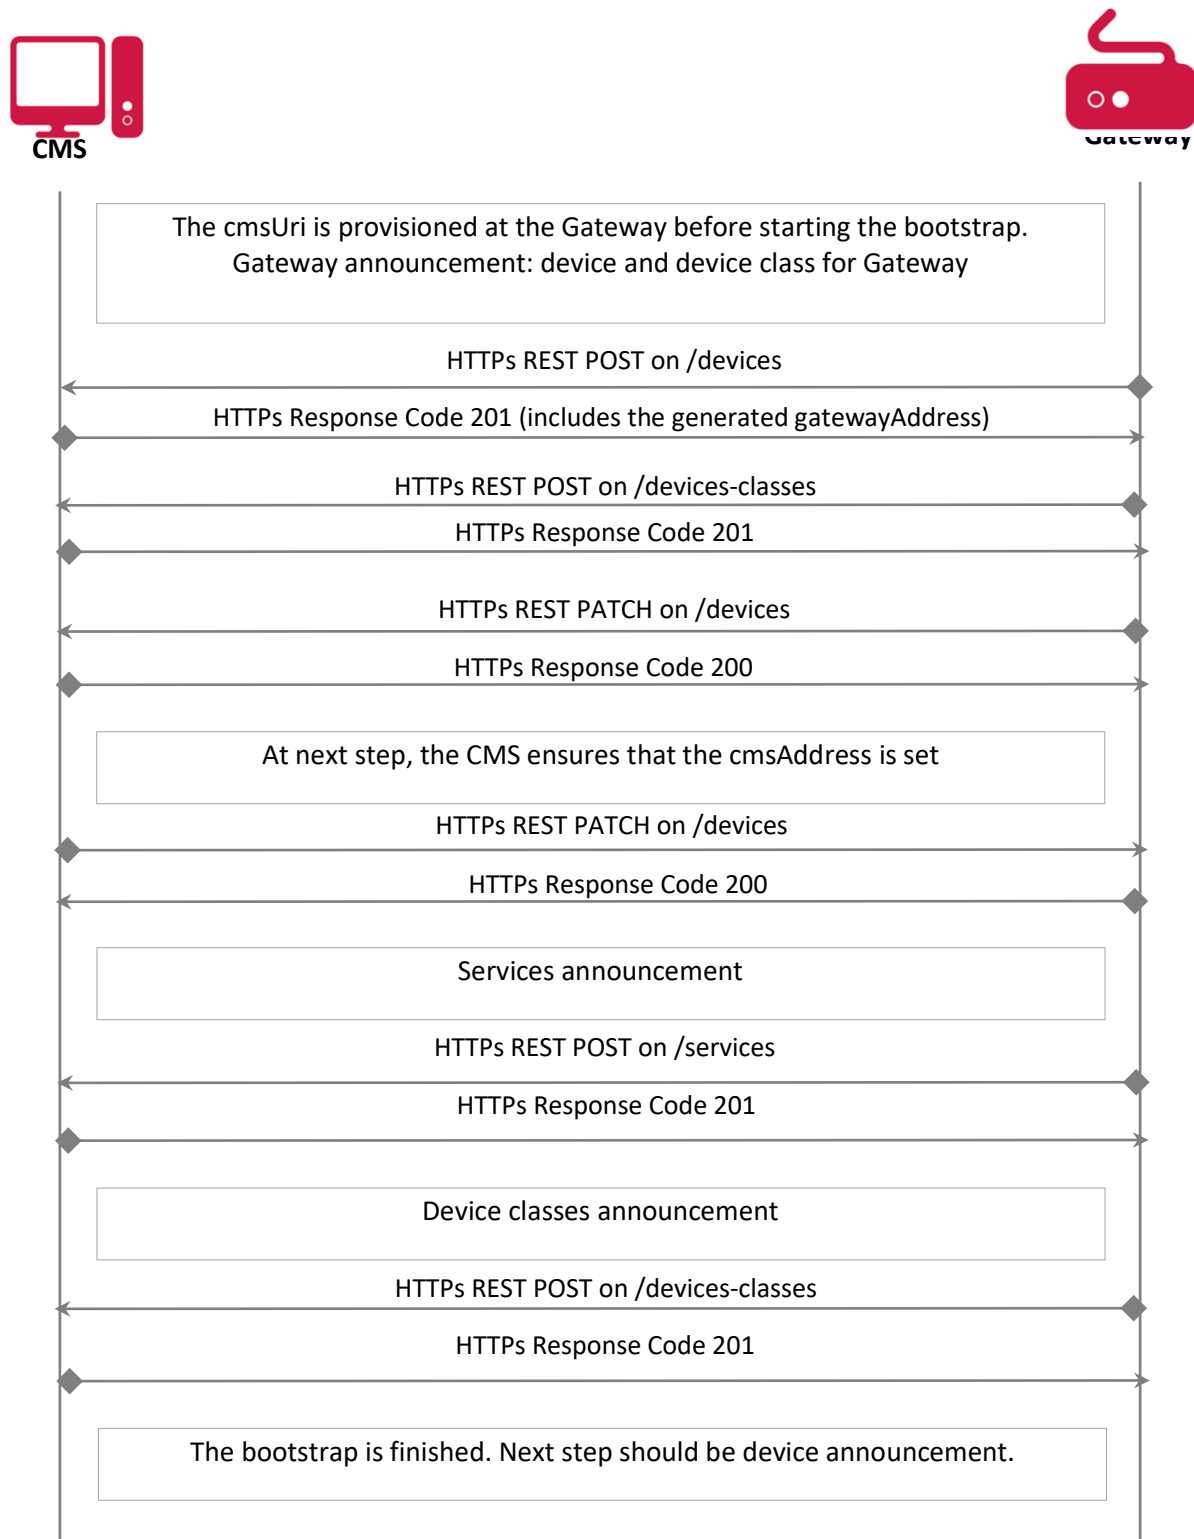 CMS
Gateway
The cmsUri is provisioned at the Gateway before starting the bootstrap.
Gateway announcement: device and device class for Gateway
HTTPs REST POST on /devices
HTTPs Response Code 201 (includes the generated gatewayAddress)
HTTPs REST POST on /devices-classes
HTTPs Response Code 201
HTTPs REST PATCH on /devices
HTTPs Response Code 200
At next step, the CMS ensures that the cmsAddress is set
HTTPs REST PATCH on /devices
HTTPs Response Code 200
Services announcement
HTTPs REST POST on /services
HTTPs Response Code 201
Device classes announcement
HTTPs REST POST on /devices-classes
HTTPs Response Code 201
The bootstrap is finished. Next step should be device announcement.